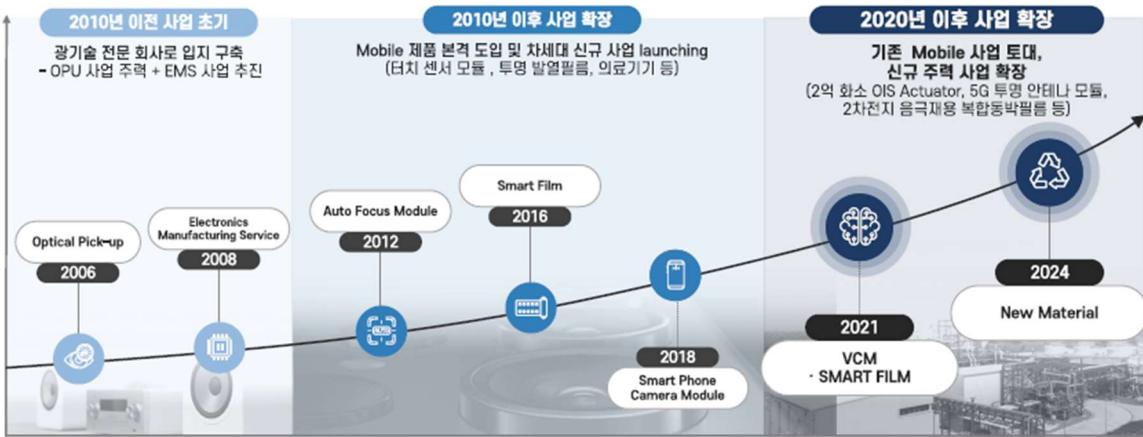 2010년 이전 사업 초기
광기술 전문 회사로 입지 구축
- OPU 사업 주력 + EMS 사업 추진
2010년 이후 사업 확장
Mobile 제품 본격 도입 및 차세대 신규 사업 launching
(터치 센서 모듈 , 투명 발열필름, 의료기기 등)
2020년 이후 사업 확장
기존 Mobile 사업 토대,
신규 주력 사업 확장
(2억 화소 OIS Actuator, 5G 투명 안테나 모듈,
2차전지 음극재용 복합동박필름 등)
Optical Pick-up
2006
Electronics
Manufacturing Service
2008
Auto Focus Module
2012
Smart Film
2016
2018
Smart Phone
Camera Module
2021
VCM
· SMART FILM
2024
New Material